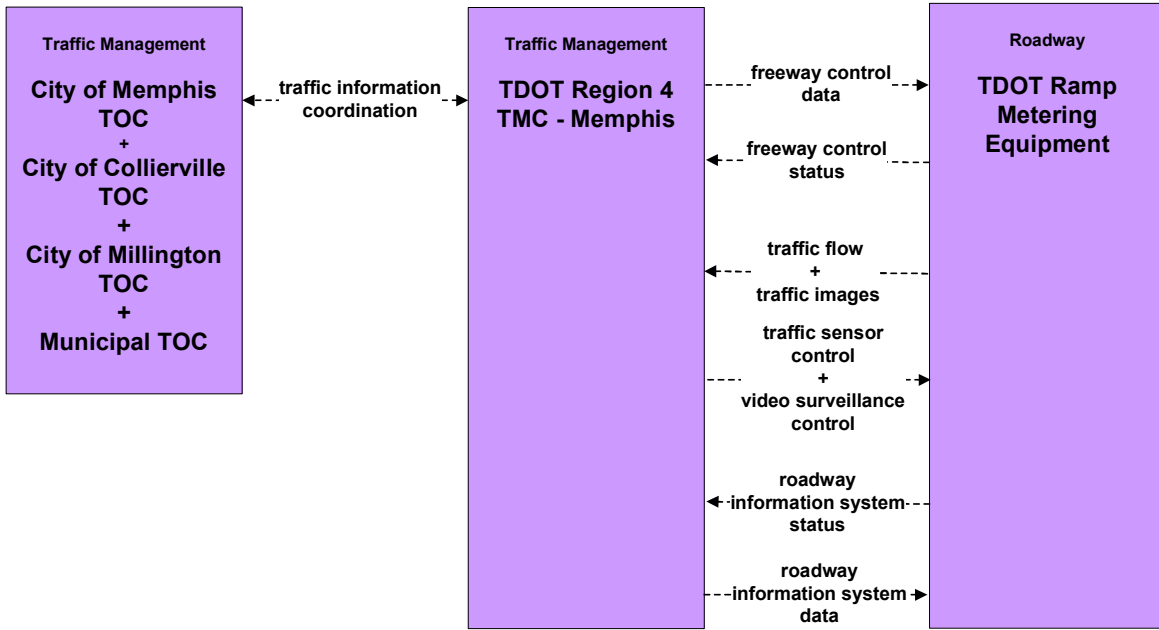 Traffic Management
City of Memphis
TOC
+
City of Collierville
TOC
+
City of Millington
TOC
+
Municipal TOC
traffic information
coordination
Traffic Management
TDOT Region 4
TMC - Memphis
freeway control
data
freeway control
status
traffic flow
+
traffic images
traffic sensor
control
+
video surveillance
control
roadway
information system
status
roadway
information system
data
Roadway
TDOT Ramp
Metering
Equipment